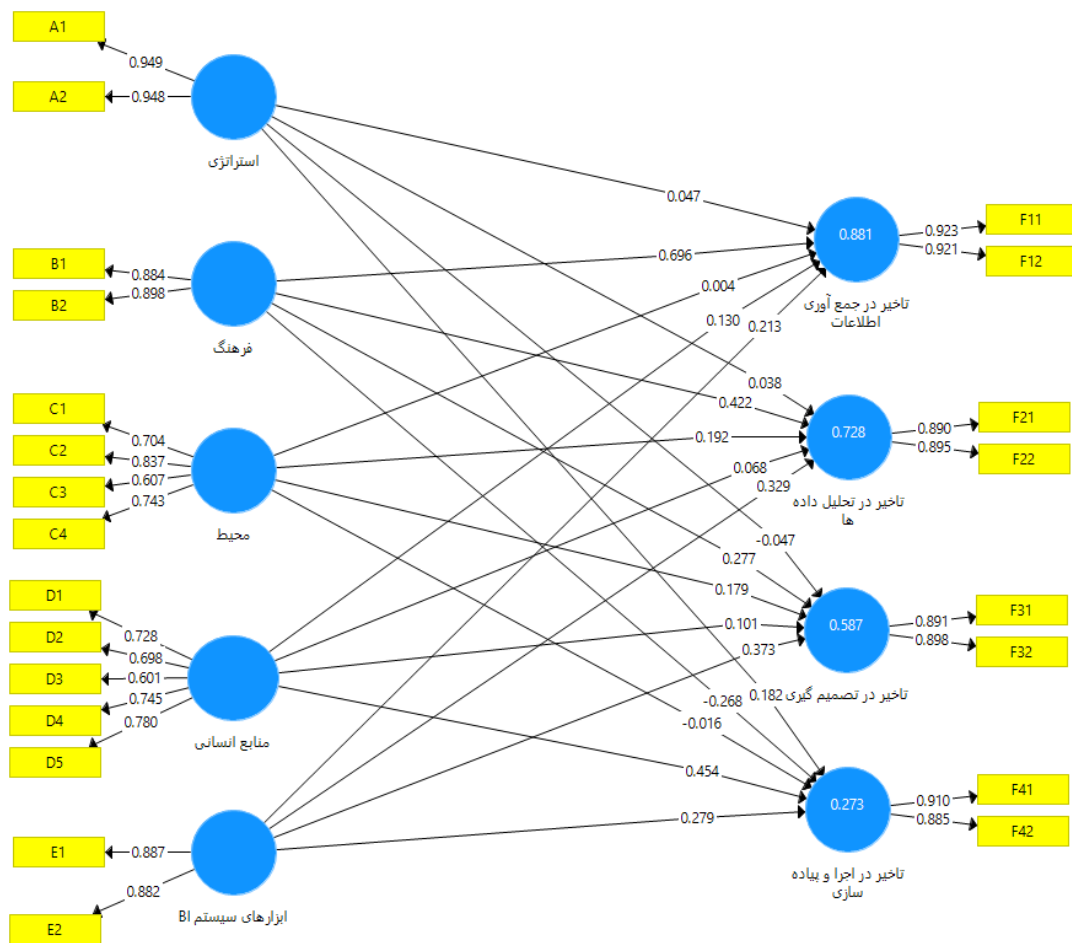 A1
0.949
A2
0.948
استراتژی
0.047
0.881
0.923
F11
0.921
F12
تاخیر در جمع آوری
اطلاعات
B1
0.884
B2
0.898
فرهنگ
0.696
0.004
0.130
0.213
0.038
0.422
0.728
0.890
F21
0.895
F22
تاخیر در تحلیل داده
ها
C1
0.704
C2
0.837
C3
0.607
C4
0.743
محیط
0.192
0.068
0.329
-0.047
0.277
0.179
0.587
0.891
F31
0.898
F32
تاخیر در تصمیم گیری
D1
0.728
D2
0.698
D3
0.601
D4
0.745
D5
0.780
منابع انسانی
0.101
0.373
0.182
-0.268
-0.016
0.454
0.279
0.273
0.910
F41
0.885
F42
تاخیر در اجرا و پیاده
سازی
E1
0.887
E2
0.882
ابزارهای سیستم BI